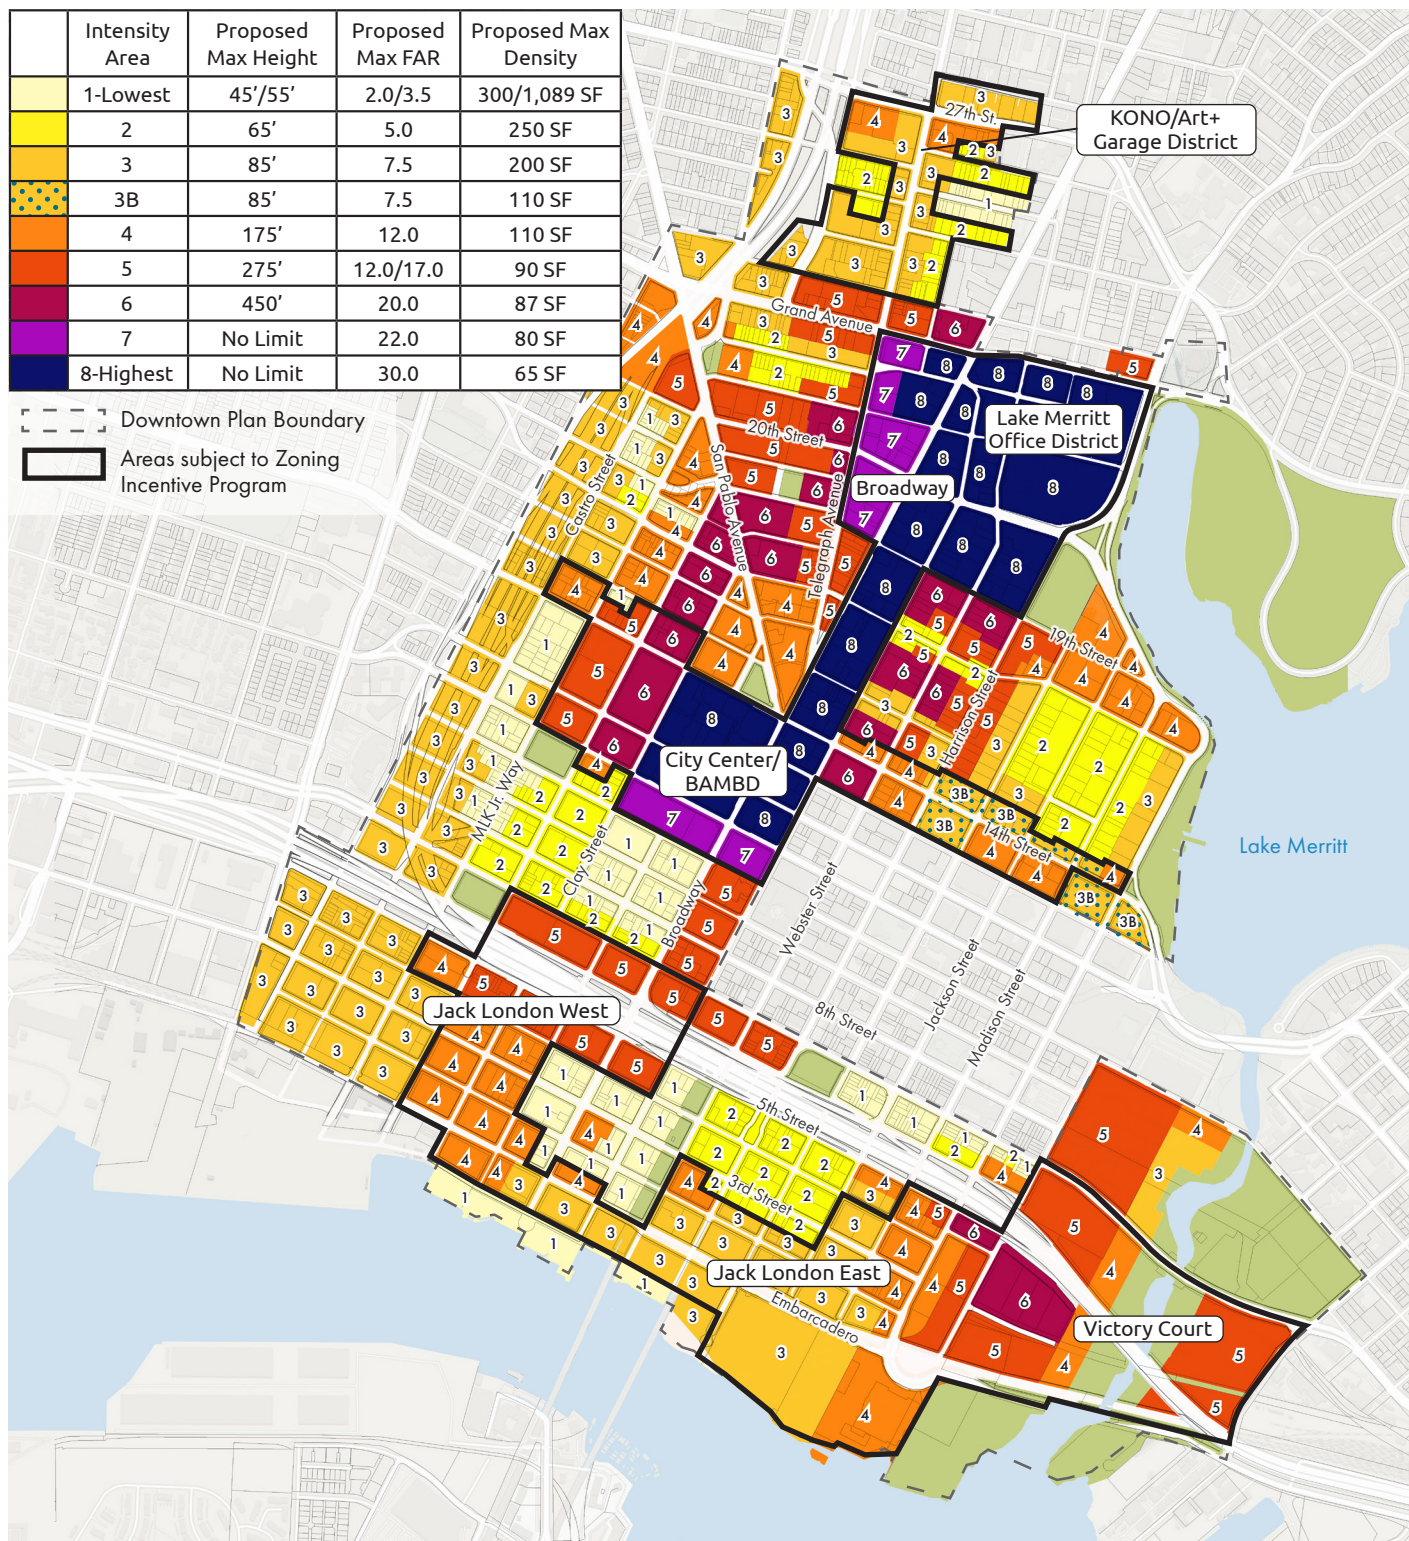 Intensity Area | Proposed Max Height | Proposed Max FAR | Proposed Max Density
1-Lowest | 45’/55’ | 2.0/3.5 | 300/1,089 SF
2 | 65’ | 5.0 | 250 SF
3 | 85’ | 7.5 | 200 SF
3B | 85’ | 7.5 | 110 SF
4 | 175’ | 12.0 | 110 SF
5 | 275’ | 12.0/17.0 | 90 SF
6 | 450’ | 20.0 | 87 SF
7 | No Limit | 22.0 | 80 SF
8-Highest | No Limit | 30.0 | 65 SF
Downtown Plan Boundary
Areas subject to Zoning
Incentive Program
27th St.
KONO/Art+
Garage District
Grand Avenue
Lake Merritt
Office District
20th Street
San Pablo Avenue
Telegraph Avenue
Broadway
Castro Street
19th Street
Harrison Street
City Center/
BAMBD
MLK Jr. Way
Clay Street
14th Street
Lake Merritt
Broadway
Webster Street
Jackson Street
Madison Street
8th Street
Jack London West
5th Street
3rd Street
Jack London East
Embarcadero
Victory Court